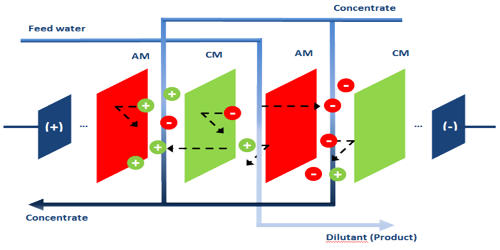 Concentrate
Feed water
AM
CM
AM
CM
+
+
-
-
-
-
(+)
...
...
(-)
+
+
+
-
+
Concentrate
Dilutant (Product)